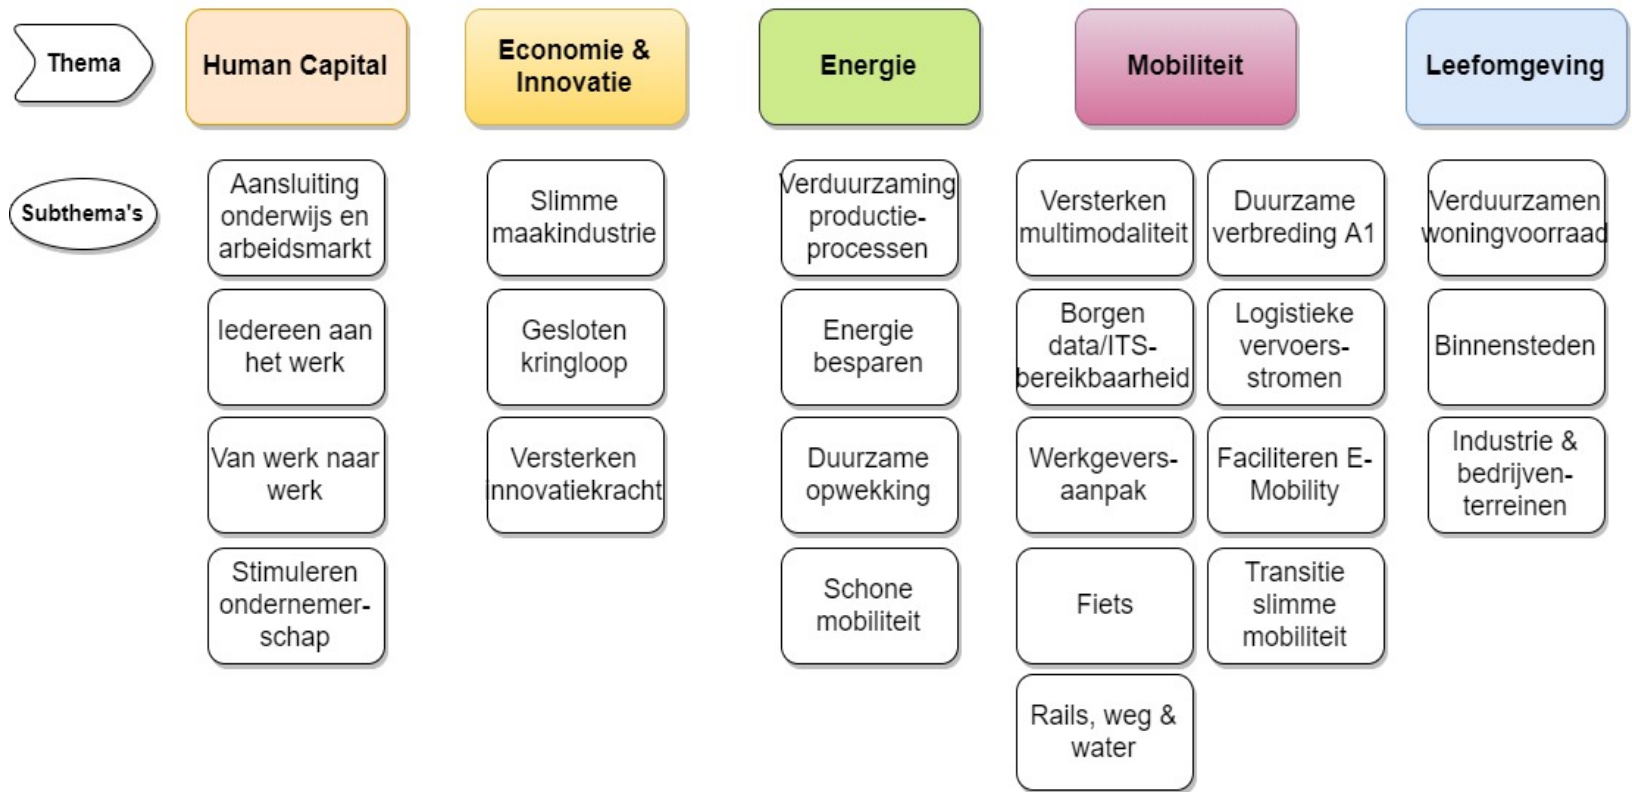 Thema
Human Capital
Economie &
Innovatie
Energie
Mobiliteit
Leefomgeving
Subthema's
Aansluiting
onderwijs en
arbeidsmarkt
Iedereen aan
het werk
Van werk naar
werk
Stimuleren
ondernemer-
schap
Slimme
maakindustrie
Gesloten
kringloop
Versterken
innovatiekracht
Verduurzaming
productie-
processen
Energie
besparen
Duurzame
opwekking
Schone
mobiliteit
Versterken
multimodaliteit
Borgen
data/ITS-
bereikbaarheid
Werkgevers-
aanpak
Fiets
Rails, weg &
water
Duurzame
verbreding A1
Logistieke
vervoers-
stromen
Faciliteren E-
Mobility
Transitie
slimme
mobiliteit
Verduurzamen
woningvoorraad
Binnensteden
Industrie &
bedrijven-
terreinen